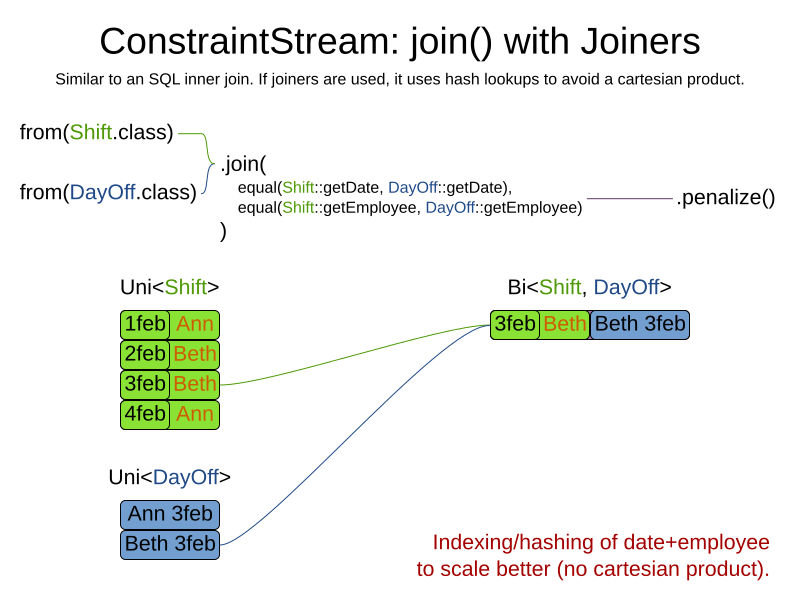 ConstraintStream: join() with Joiners
Similar to an SQL inner join. If joiners are used, it uses hash lookups to avoid a cartesian product.
from(Shift.class)
from(DayOff.class)
.join(
equal(Shift::getDate, DayOff::getDate),
equal(Shift::getEmployee, DayOff::getEmployee)
)
.penalize()
Uni<Shift>
1feb Ann
2feb Beth
3feb Beth
4feb Ann
Bi<Shift, DayOff>
3feb Beth Beth 3feb
Uni<DayOff>
Ann 3feb
Beth 3feb
Indexing/hashing of date+employee
to scale better (no cartesian product).